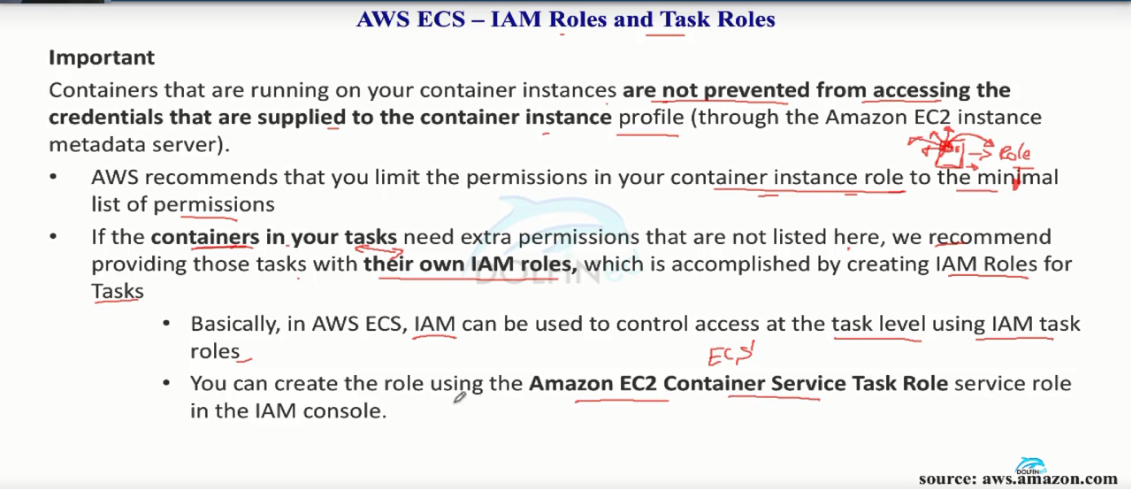 AWS ECS – IAM Roles and Task Roles
Important
Containers that are running on your container instances are not prevented from accessing the
credentials that are supplied to the container instance profile (through the Amazon EC2 instance
metadata server).
Role
• AWS recommends that you limit the permissions in your container instance role to the minimal
list of permissions
• If the containers in your tasks need extra permissions that are not listed here, we recommend
providing those tasks with their own IAM roles, which is accomplished by creating IAM Roles for
Tasks
• Basically, in AWS ECS, IAM can be used to control access at the task level using IAM task
roles
ECS
• You can create the role using the Amazon EC2 Container Service Task Role service role
in the IAM console.
DOLFIN
DOLFIN
source: aws.amazon.com